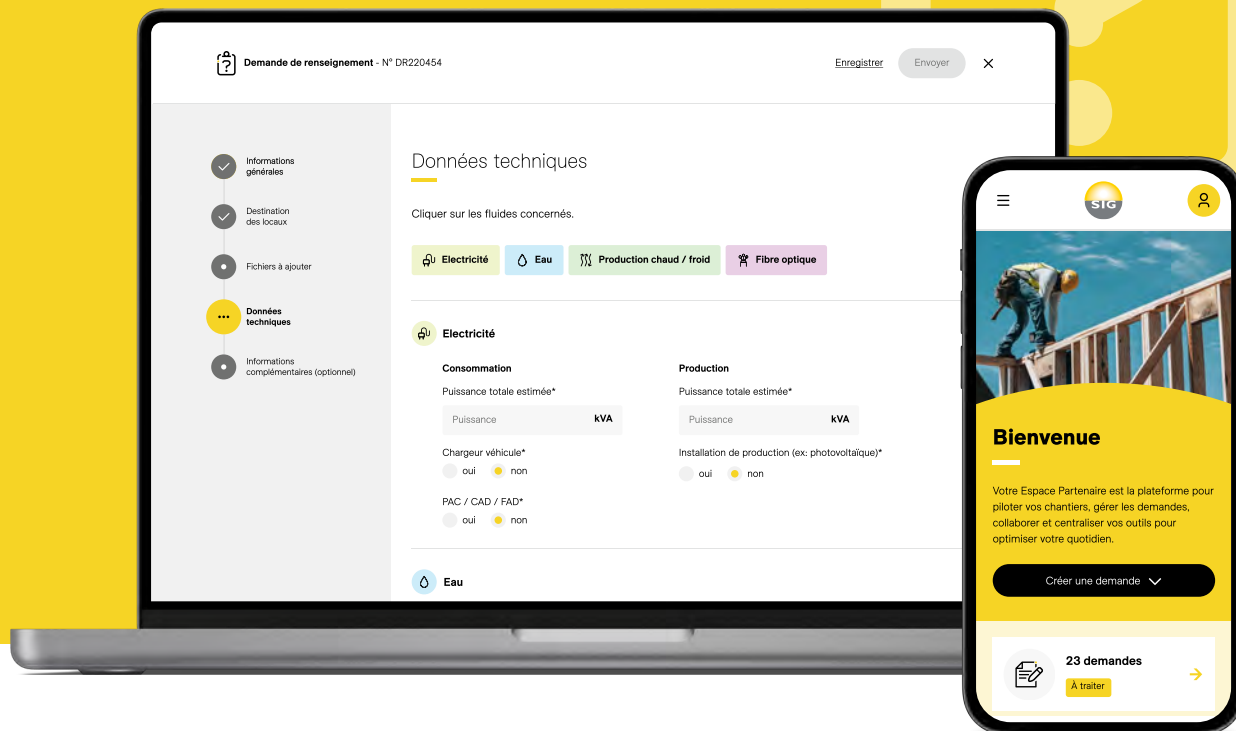 Demande de renseignement - N° DR220454
Enregistrer
Envoyer
Informations
générales
Destination
des locaux
Fichiers à ajouter
Données
techniques
Informations
complémentaires (optionnel)
Données techniques
Cliquer sur les fluides concernés.
Electricité
Eau
Production chaud / froid
Fibre optique
Electricité
Consommation
Puissance totale estimée*
Puissance kVA
Chargeur véhicule*
oui non
PAC / CAD / FAD*
oui non
Production
Puissance totale estimée*
Puissance kVA
Installation de production (ex: photovoltaïque)*
oui non
Eau
SIG
Bienvenue
Votre Espace Partenaire est la plateforme pour
piloter vos chantiers, gérer les demandes,
collaborer et centraliser vos outils pour
optimiser votre quotidien.
Créer une demande
23 demandes
À traiter